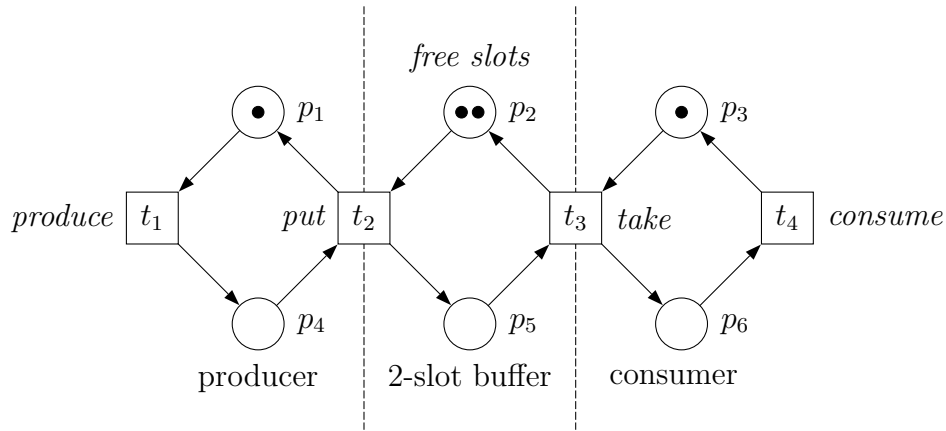 free slots
p1 p2 p3
produce t1 put t2 t3 take t4 consume
p4 p5 p6
producer 2-slot buffer consumer